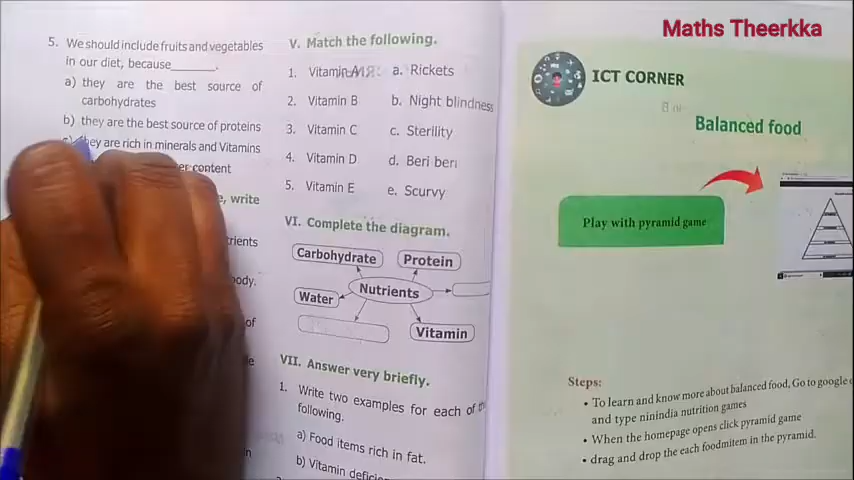 Maths Theerkka
5. We should include fruits and vegetables
in our diet, because______.
a) they are the best source of
carbohydrates
b) they are the best source of proteins
they are rich in minerals and Vitamins
content
, write
body.
of
V. Match the following.
1. Vitamin a. Rickets
2. Vitamin B b. Night blindness
3. Vitamin C c. Sterility
4. Vitamin D d. Beri beri
5. Vitamin E e. Scurvy
VI. Complete the diagram.
Carbohydrate Protein
Nutrients
Water
Vitamin
VII. Answer very briefly.
1. Write two examples for each of
following.
a) Food items rich in fat.
b) Vitamin
ICT CORNER
Balanced food
Play with pyramid game
Steps:
• To learn and know more about balanced food, Go to google
and type ninindia nutrition games
• When the homepage opens click pyramid game
• drag and drop the each foodmitem in the pyramid.